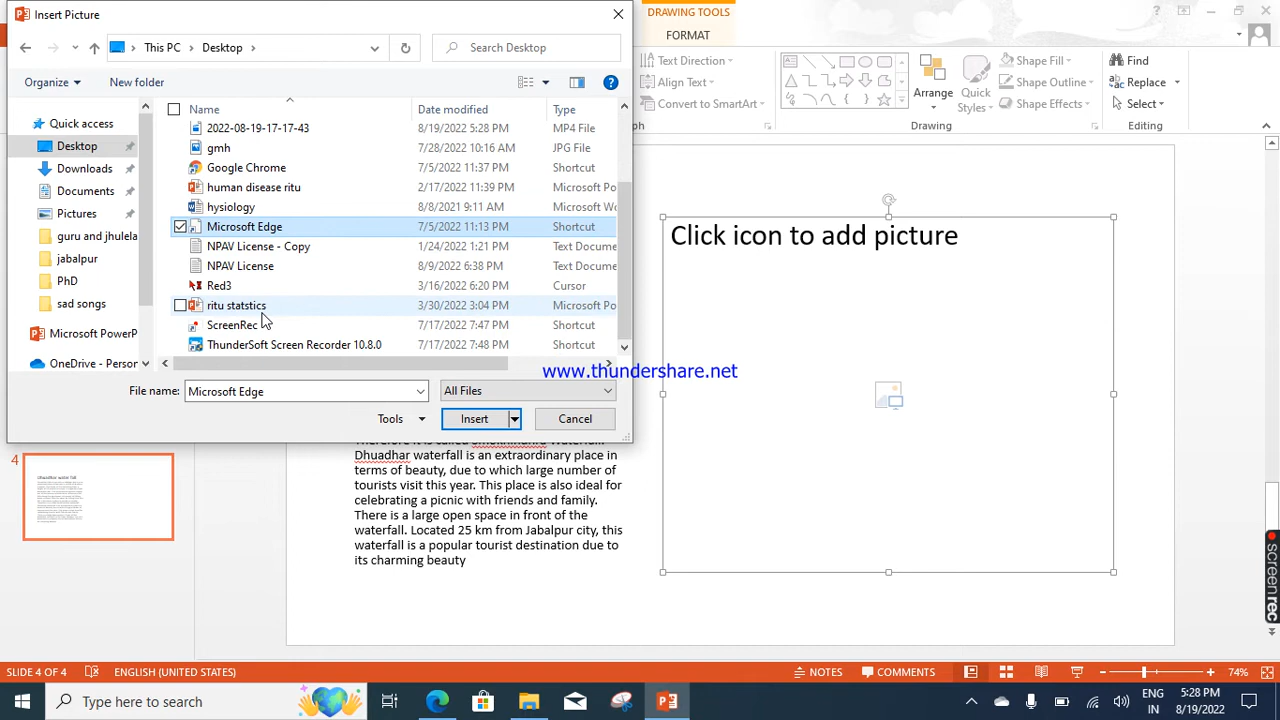 Insert Picture
DRAWING TOOLS
FORMAT
This PC
Desktop
Search Desktop
Organize
New folder
Name
Date modified
Type
Quick access
Desktop
Downloads
Documents
Pictures
guru and jhulela
jabalpur
PhD
sad songs
Microsoft PowerP
OneDrive - Person
2022-08-19-17-17-43 8/19/2022 5:28 PM MP4 File
gmh 7/28/2022 10:16 AM JPG File
Google Chrome 7/5/2022 11:37 PM Shortcut
human disease ritu 2/17/2022 11:39 PM Microsoft Po
hysiology 8/8/2021 9:11 AM Microsoft W
Microsoft Edge 7/5/2022 11:13 PM Shortcut
NPAV License - Copy 1/24/2022 1:21 PM Text Docume
NPAV License 8/9/2022 6:38 PM Text Docume
Red3 3/16/2022 6:20 PM Cursor
ritu statstics 3/30/2022 3:04 PM Microsoft Po
ScreenRec 7/17/2022 7:47 PM Shortcut
ThunderSoft Screen Recorder 10.8.0 7/17/2022 7:48 PM Shortcut
File name: Microsoft Edge All Files
Tools Insert Cancel
Text Direction
Align Text
Convert to SmartArt
Arrange
Quick
Styles
Shape Fill
Shape Outline
Shape Effects
Drawing
Find
Replace
Select
Editing
Click icon to add picture
www.thundershare.net
Dhuadhar waterfall is an extraordinary place in
terms of beauty, due to which large number of
tourists visit this year. This place is also ideal for
celebrating a picnic with friends and family.
There is a large open space in front of the
waterfall. Located 25 km from Jabalpur city, this
waterfall is a popular tourist destination due to
its charming beauty
4
screenrec
SLIDE 4 OF 4 ENGLISH (UNITED STATES) NOTES COMMENTS 74%
Type here to search
ENG
IN
5:28 PM
8/19/2022